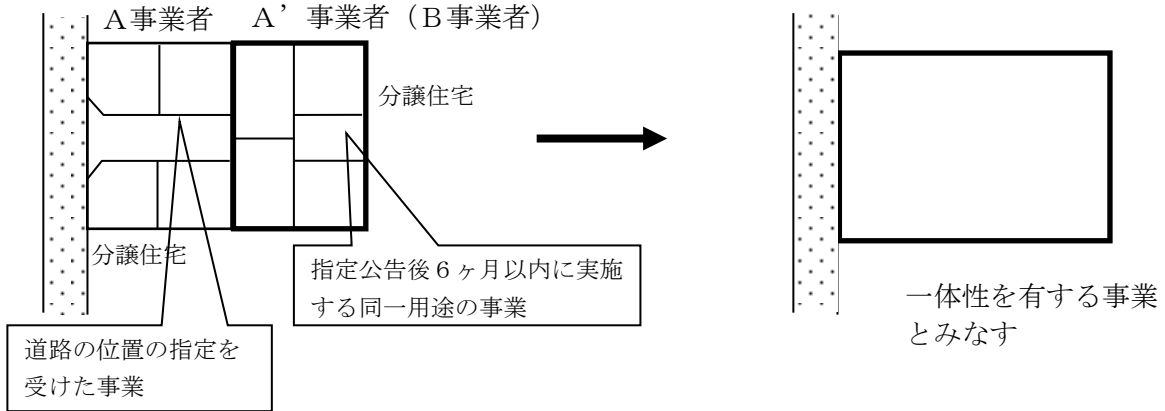 A事業者
A’事業者(B事業者)
分譲住宅
分譲住宅
指定公告後6ヶ月以内に実施
する同一用途の事業
道路の位置の指定を
受けた事業
一体性を有する事業
とみなす